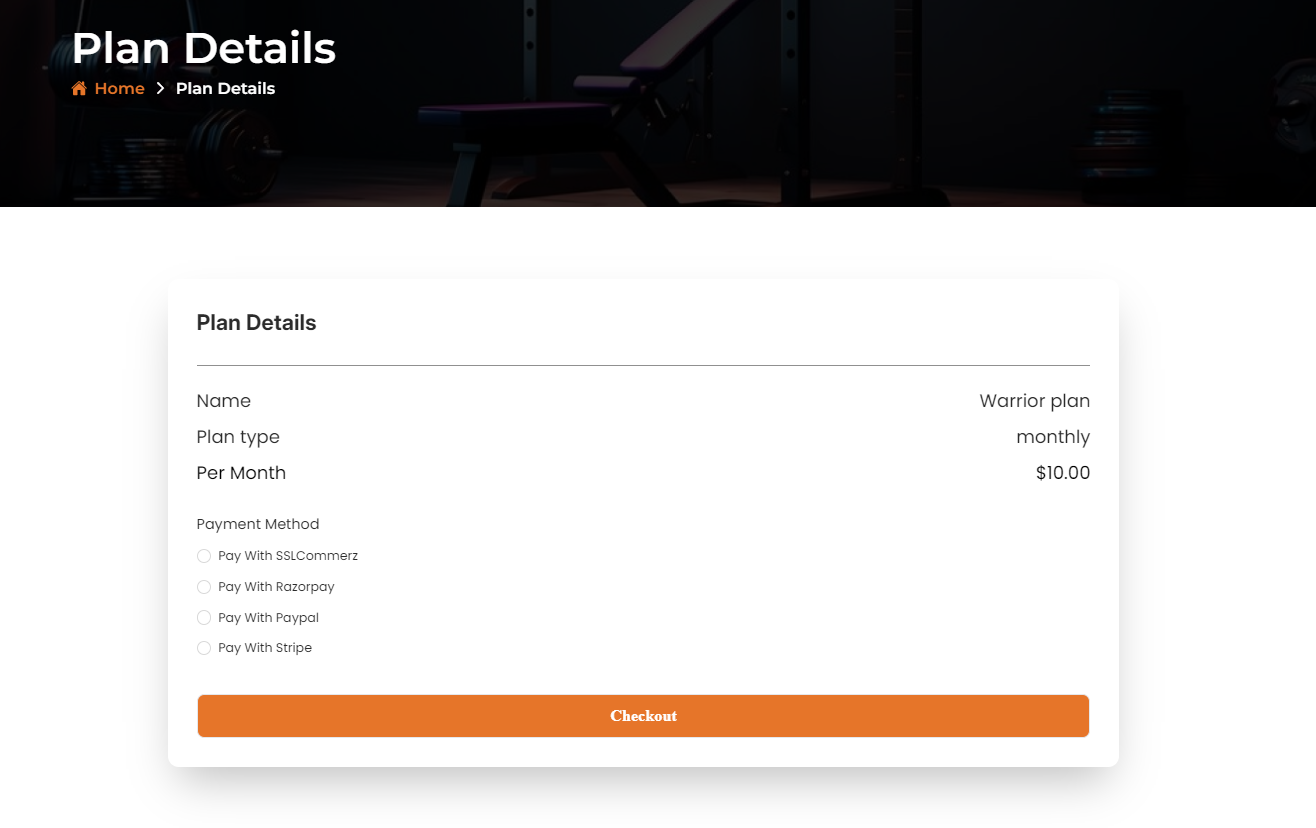 Plan Details
Home > Plan Details
Plan Details
Name Warrior plan
Plan type monthly
Per Month $10.00
Payment Method
Pay With SSLCommerz
Pay With Razorpay
Pay With Paypal
Pay With Stripe
Checkout